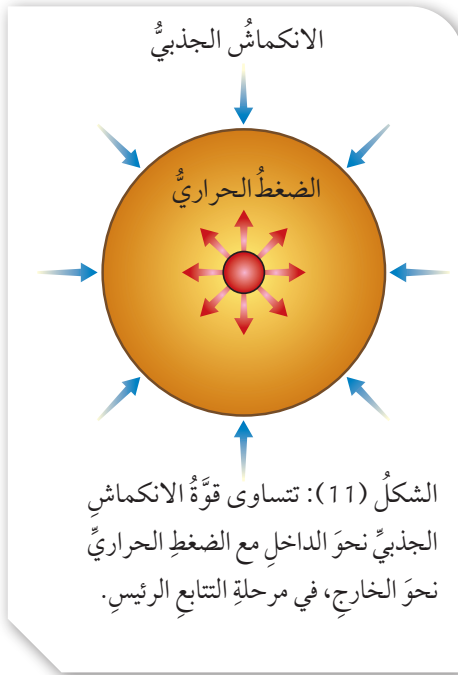 الانكماشُ الجذبيُّ
الضغطُ الحراريُّ
الشكلُ (11): تتساوى قوَّةُ الانكماشِ
الجذبيِّ نحوَ الداخلِ مع الضغطِ الحراريِّ
نحوَ الخارجِ، في مرحلةِ التتابعِ الرئيسِ.